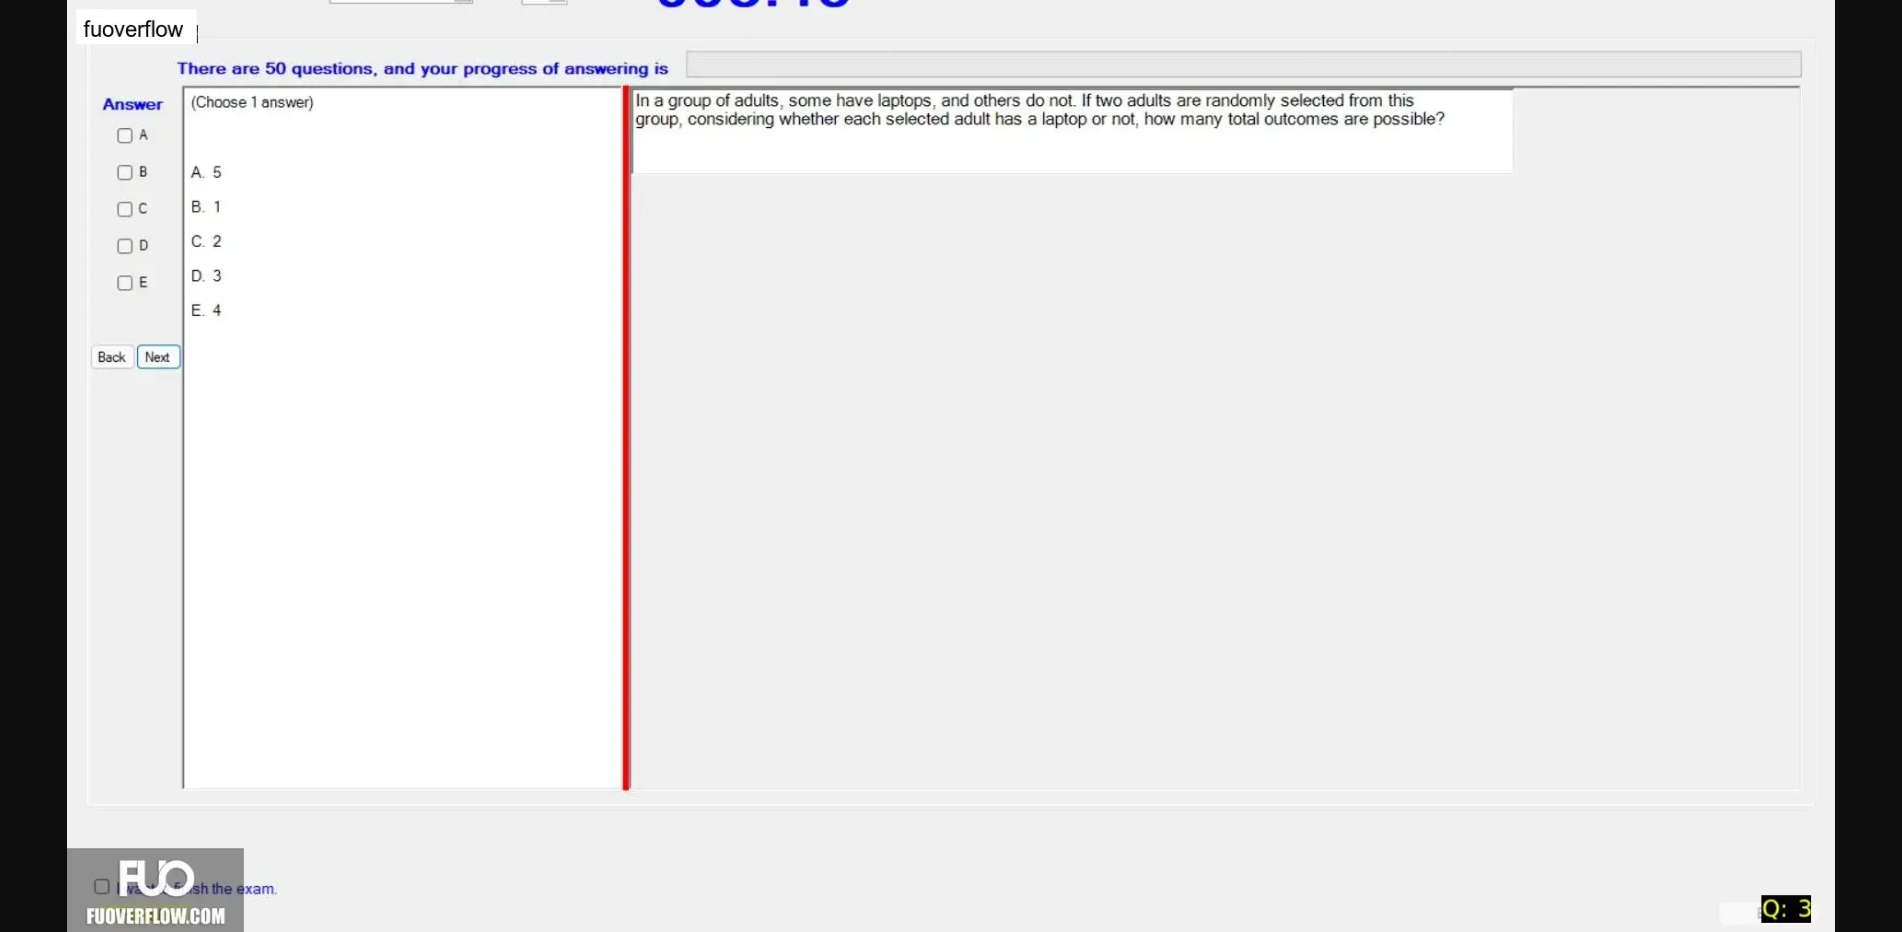 fuoverflow
There are 50 questions, and your progress of answering is
Answer
A
B
C
D
E
Back Next
(Choose 1 answer)
A. 5
B. 1
C. 2
D. 3
E. 4
In a group of adults, some have laptops, and others do not. If two adults are randomly selected from this
group, considering whether each selected adult has a laptop or not, how many total outcomes are possible?
the exam.
FUO
FUOVERFLOW.COM
Q: 3